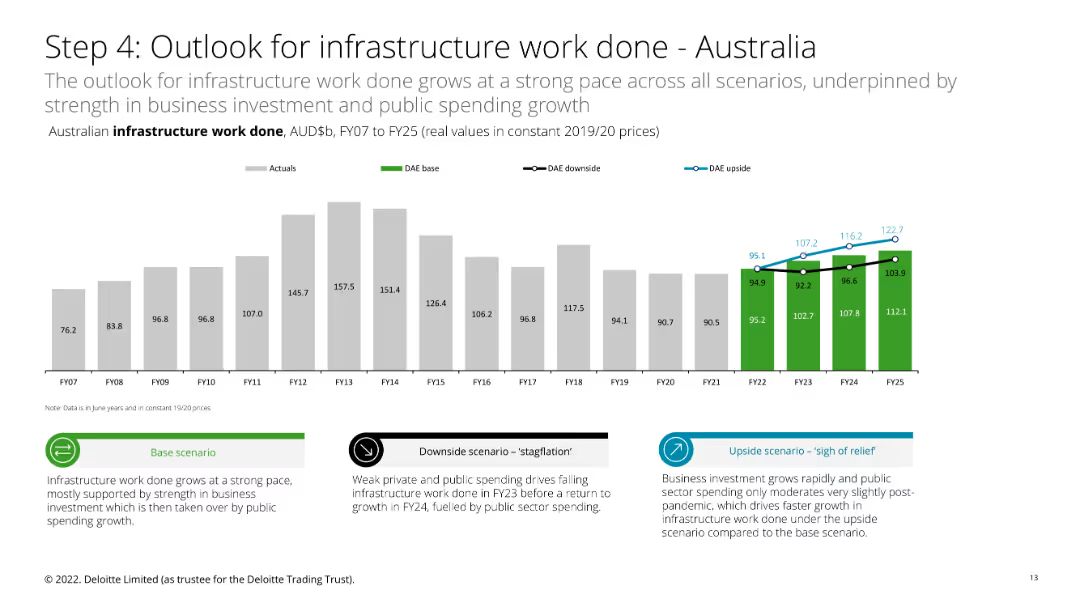 Step 4: Outlook for infrastructure work done - Australia
The outlook for infrastructure work done grows at a strong pace across all scenarios, underpinned by
strength in business investment and public spending growth
Australian infrastructure work done, AUD$b, FY07 to FY25 (real values in constant 2019/20 prices)
Actuals DAE base DAE downside DAE upside
76.2 83.8 96.8 96.8 107.0 145.7 157.5 151.4 126.4 106.2 96.8 117.5 94.1 90.7 90.5
95.1 107.2 116.2 122.7
94.9 92.2 96.6 103.9
95.2 102.7 107.8 112.1
FY07 FY08 FY09 FY10 FY11 FY12 FY13 FY14 FY15 FY16 FY17 FY18 FY19 FY20 FY21 FY22 FY23 FY24 FY25
Note: Data is in June years and in constant 19/20 prices
Base scenario
Infrastructure work done grows at a strong pace,
mostly supported by strength in business
investment which is then taken over by public
spending growth.
Downside scenario – 'stagflation'
Weak private and public spending drives falling
infrastructure work done in FY23 before a return to
growth in FY24, fuelled by public sector spending.
Upside scenario – 'sigh of relief'
Business investment grows rapidly and public
sector spending only moderates very slightly post-
pandemic, which drives faster growth in
infrastructure work done under the upside
scenario compared to the base scenario.
© 2022. Deloitte Limited (as trustee for the Deloitte Trading Trust).
13